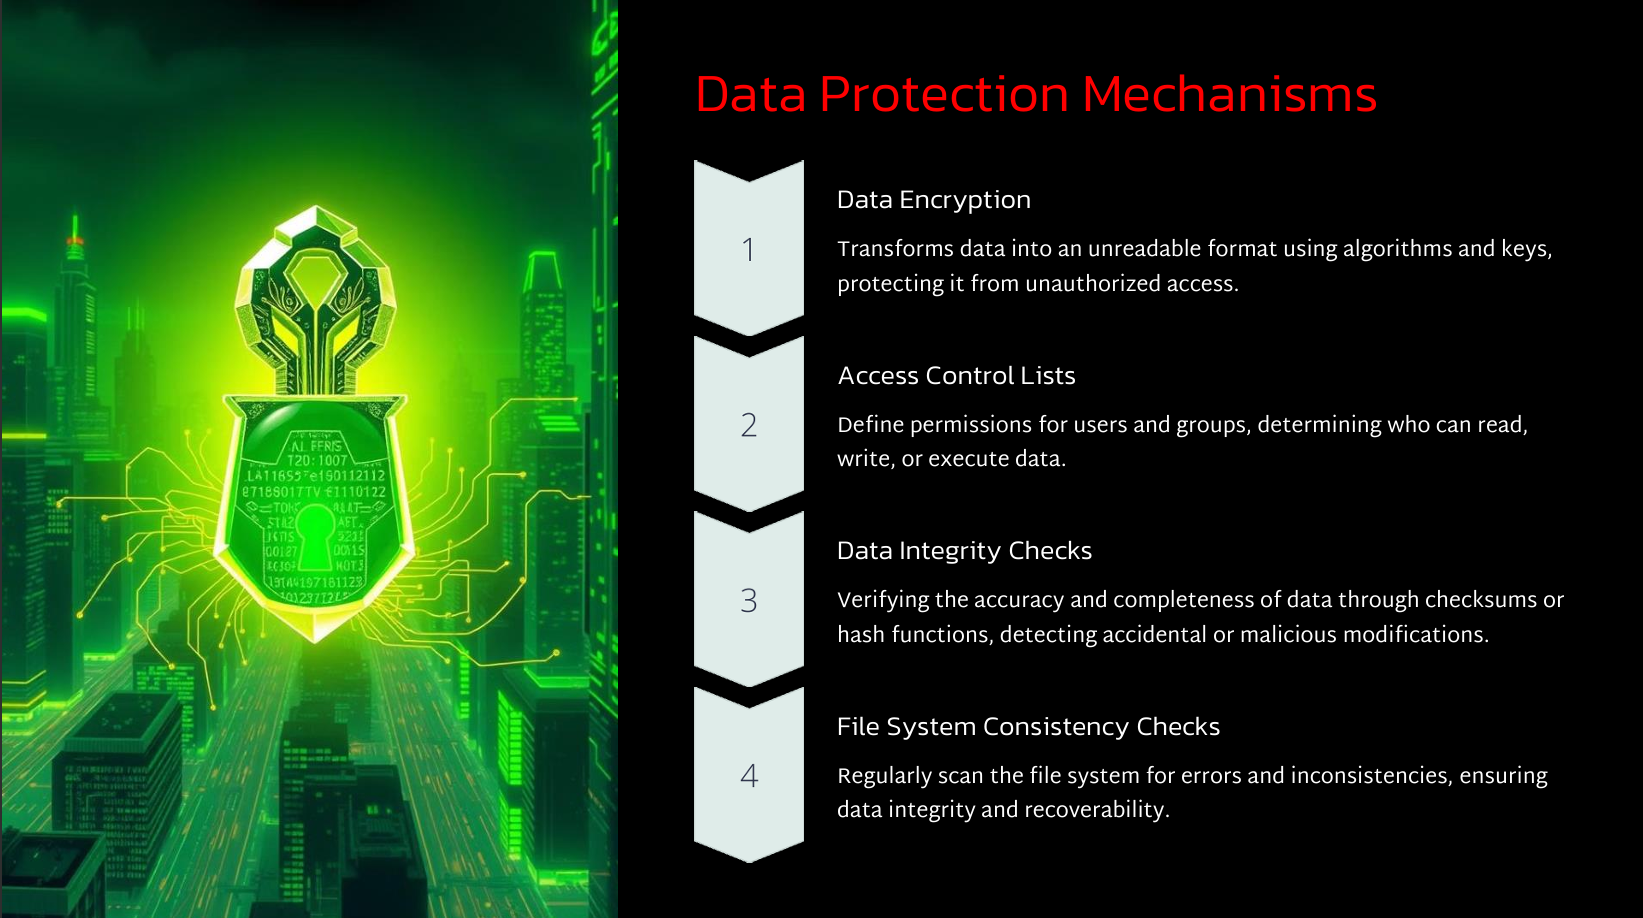 Data Protection Mechanisms
1
Data Encryption
Transforms data into an unreadable format using algorithms and keys,
protecting it from unauthorized access.
2
Access Control Lists
Define permissions for users and groups, determining who can read,
write, or execute data.
3
Data Integrity Checks
Verifying the accuracy and completeness of data through checksums or
hash functions, detecting accidental or malicious modifications.
4
File System Consistency Checks
Regularly scan the file system for errors and inconsistencies, ensuring
data integrity and recoverability.